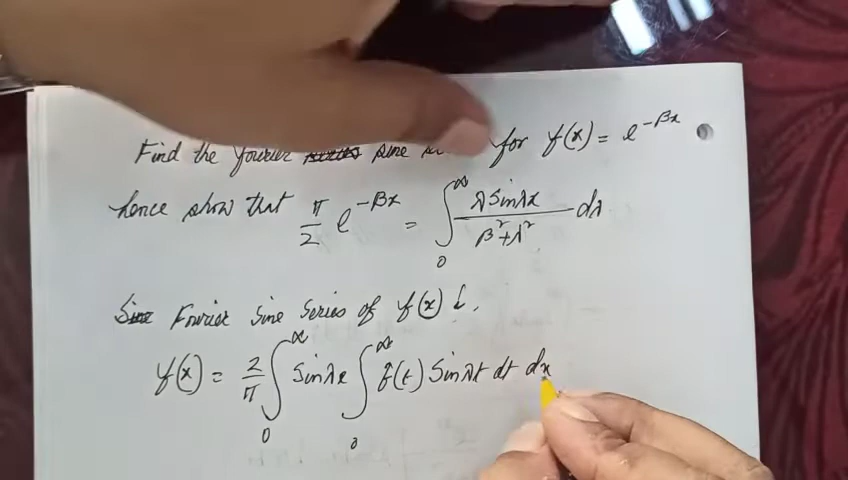 Find the Fourier sine for f(x) = e^{-βx}
hence show that π/2 e^{-βx} = ∫_0^∞ λ sinλx / β²+λ² dλ
Fourier Sine Series of f(x) is.
f(x) = 2/π ∫_0^∞ Sinλx ∫_0^∞ f(t) Sinλt dt dx